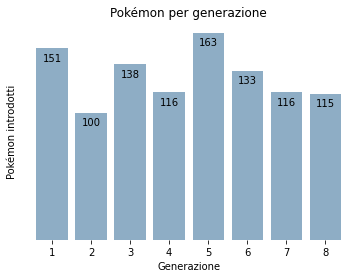 Pokémon per generazione
Pokémon introdotti
151
100
138
116
163
133
116
115
1 2 3 4 5 6 7 8
Generazione